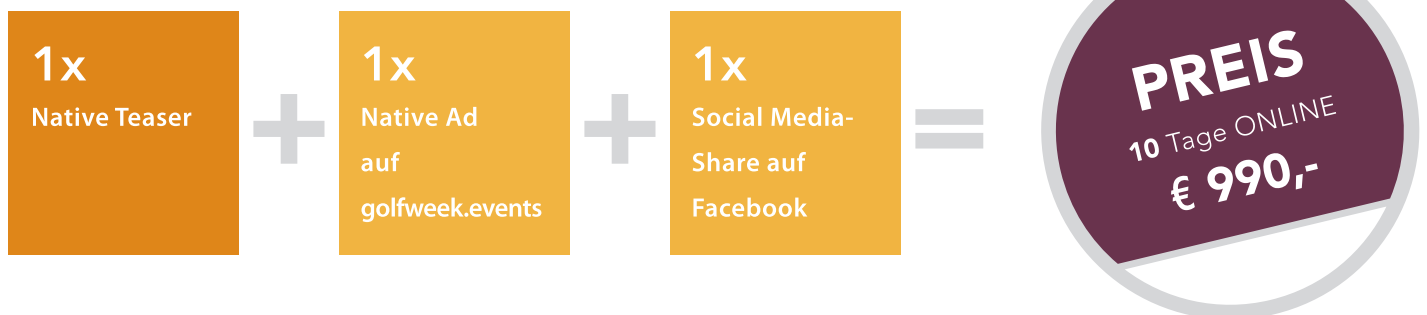 1x
Native Teaser
+
1x
Native Ad
auf
golfweek.events
+
1x
Social Media-
Share auf
Facebook
=
PREIS
10 Tage ONLINE
€ 990,-